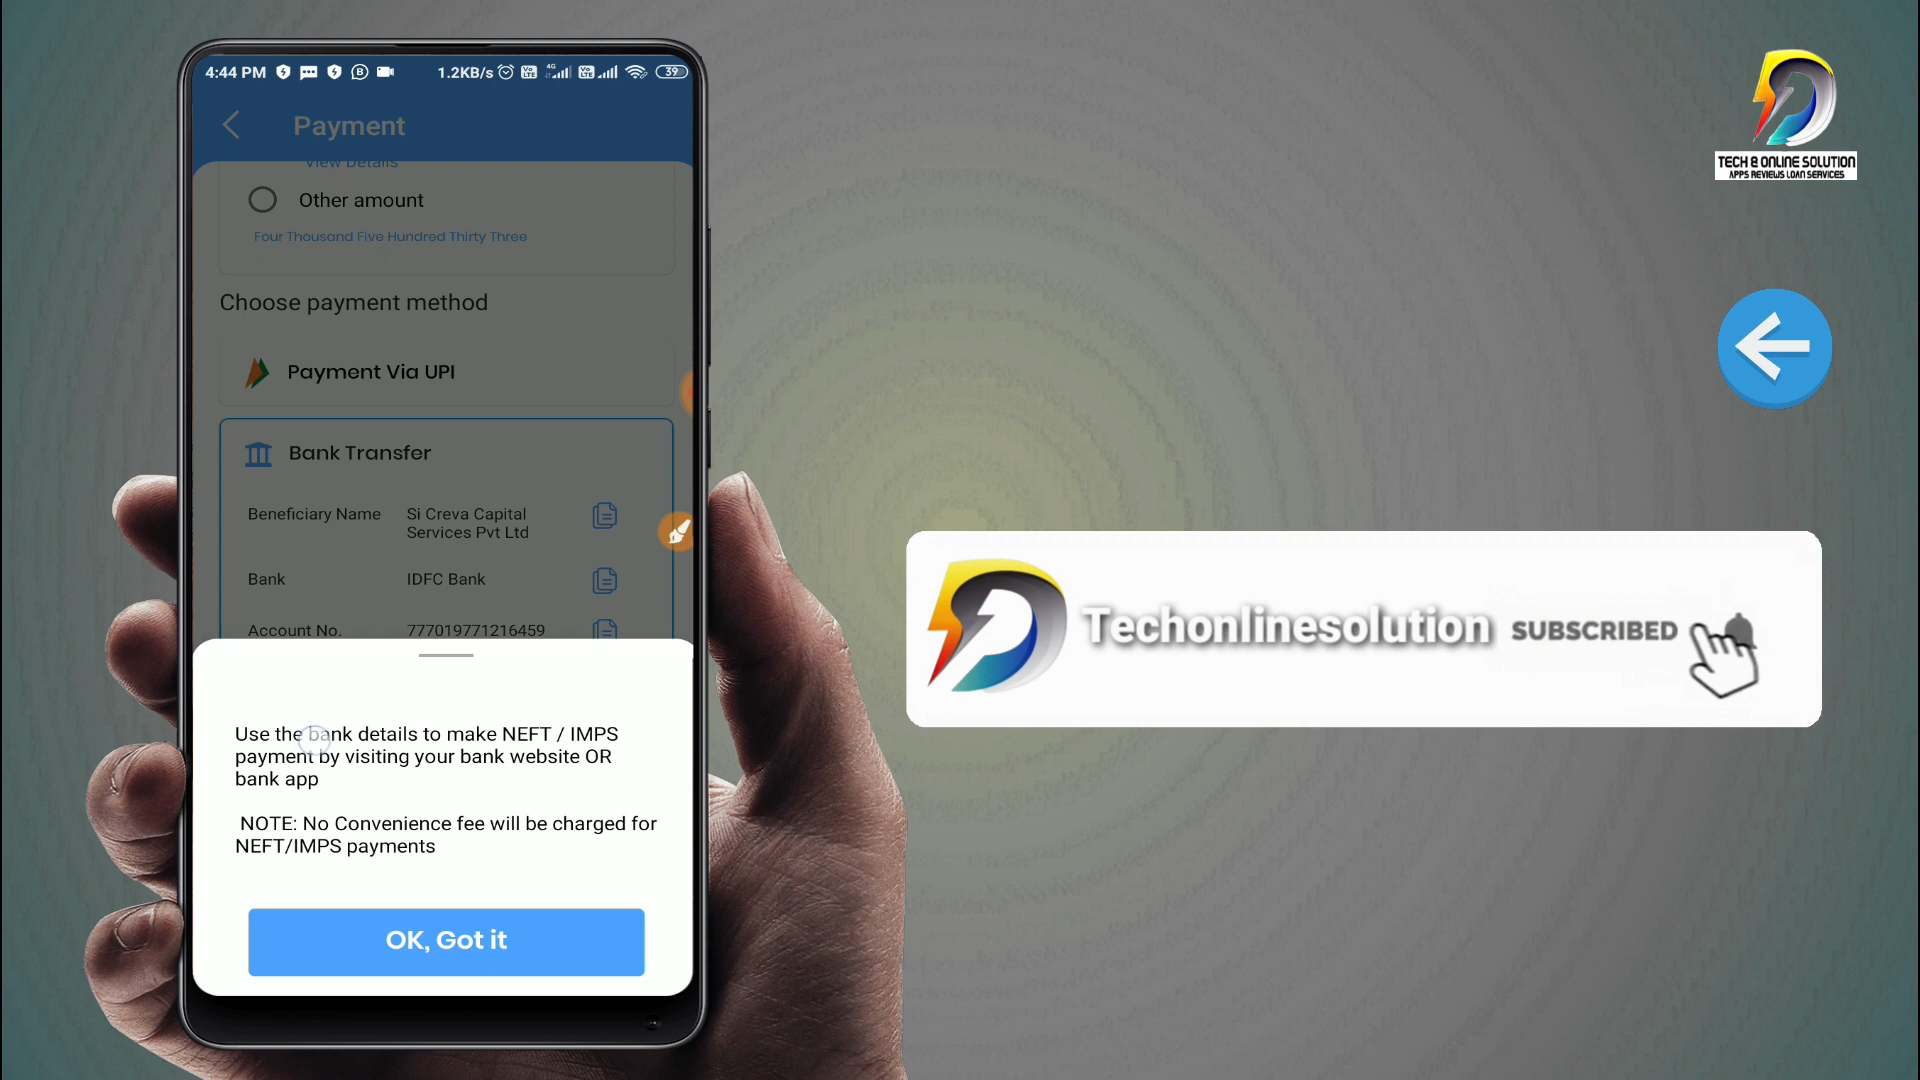 4:44 PM
1.2KB/s
39
Payment
View Details
Other amount
Four Thousand Five Hundred Thirty Three
Choose payment method
Payment Via UPI
Bank Transfer
Beneficiary Name Si Creva Capital
Services Pvt Ltd
Bank IDFC Bank
Account No. 777019771216459
Use the bank details to make NEFT / IMPS
payment by visiting your bank website OR
bank app
NOTE: No Convenience fee will be charged for
NEFT/IMPS payments
OK, Got it
TECH & ONLINE SOLUTION
APPS REVIEWS LOAN SERVICES
Techonlinesolution SUBSCRIBED